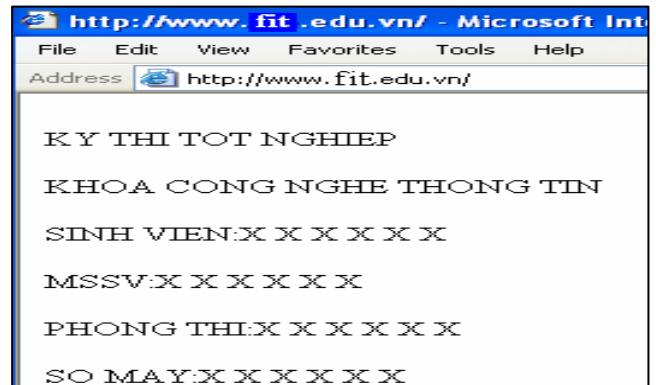 http://www.fit.edu.vn/ - Microsoft Int
File Edit View Favorites Tools Help
Address http://www.fit.edu.vn/
KY THI TOT NGHIEP
KHOA CONG NGHE THONG TIN
SINH VIEN:X X X X X X
MSSV:X X X X X X
PHONG THI:X X X X X X
SO MAY:X X X X X X